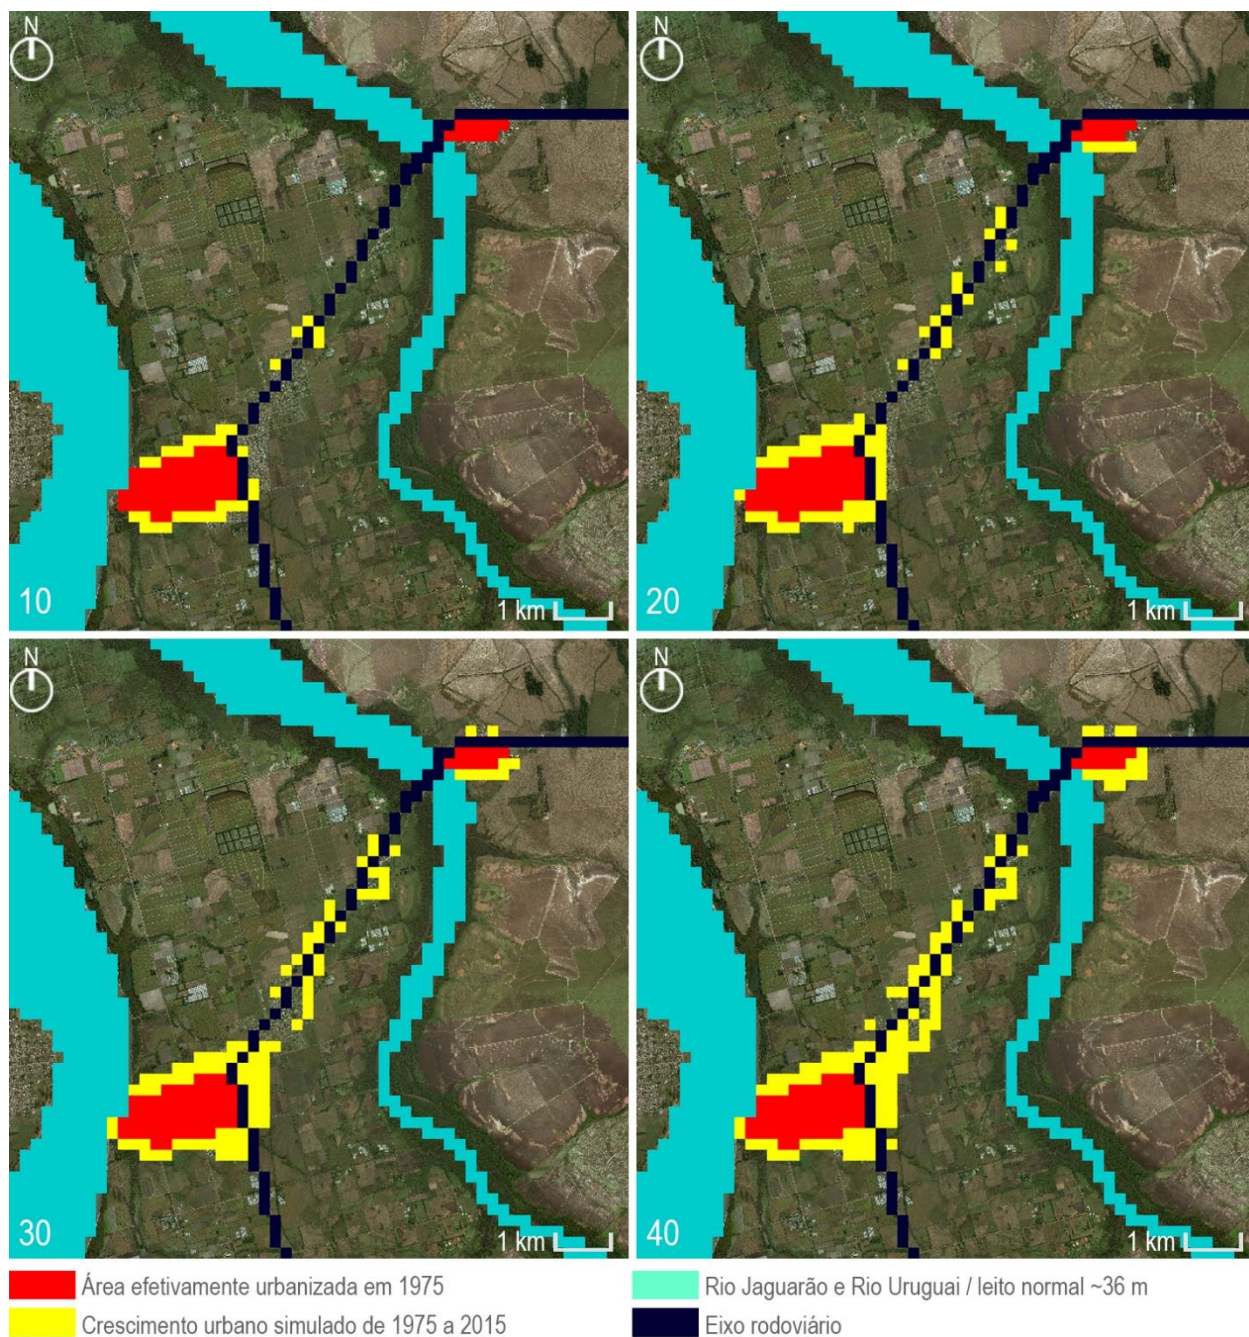 N
N
10
1 km
20
1 km
N
N
30
1 km
40
1 km
Área efetivamente urbanizada em 1975
Rio Jaguarão e Rio Uruguai / leito normal ~36 m
Crescimento urbano simulado de 1975 a 2015
Eixo rodoviário